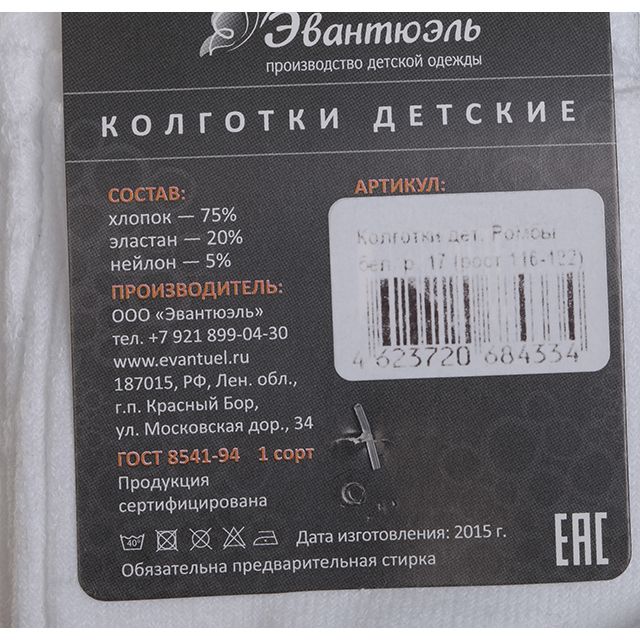 Эвантюэль
производство детской одежды
КОЛГОТКИ ДЕТСКИЕ
СОСТАВ:
хлопок — 75%
эластан — 20%
нейлон — 5%
ПРОИЗВОДИТЕЛЬ:
ООО «Эвантюэль»
тел. +7 921 899-04-30
www.evantuel.ru
187015, РФ, Лен. обл.,
г.п. Красный Бор,
ул. Московская дор., 34
ГОСТ 8541-94 1 сорт
Продукция
сертифицирована
АРТИКУЛ:
Колготки дет. Ромбы
бел. р. 17 (рост 116-122)
4 623720 684334
40°
Дата изготовления: 2015 г.
Обязательна предварительная стирка
EAC